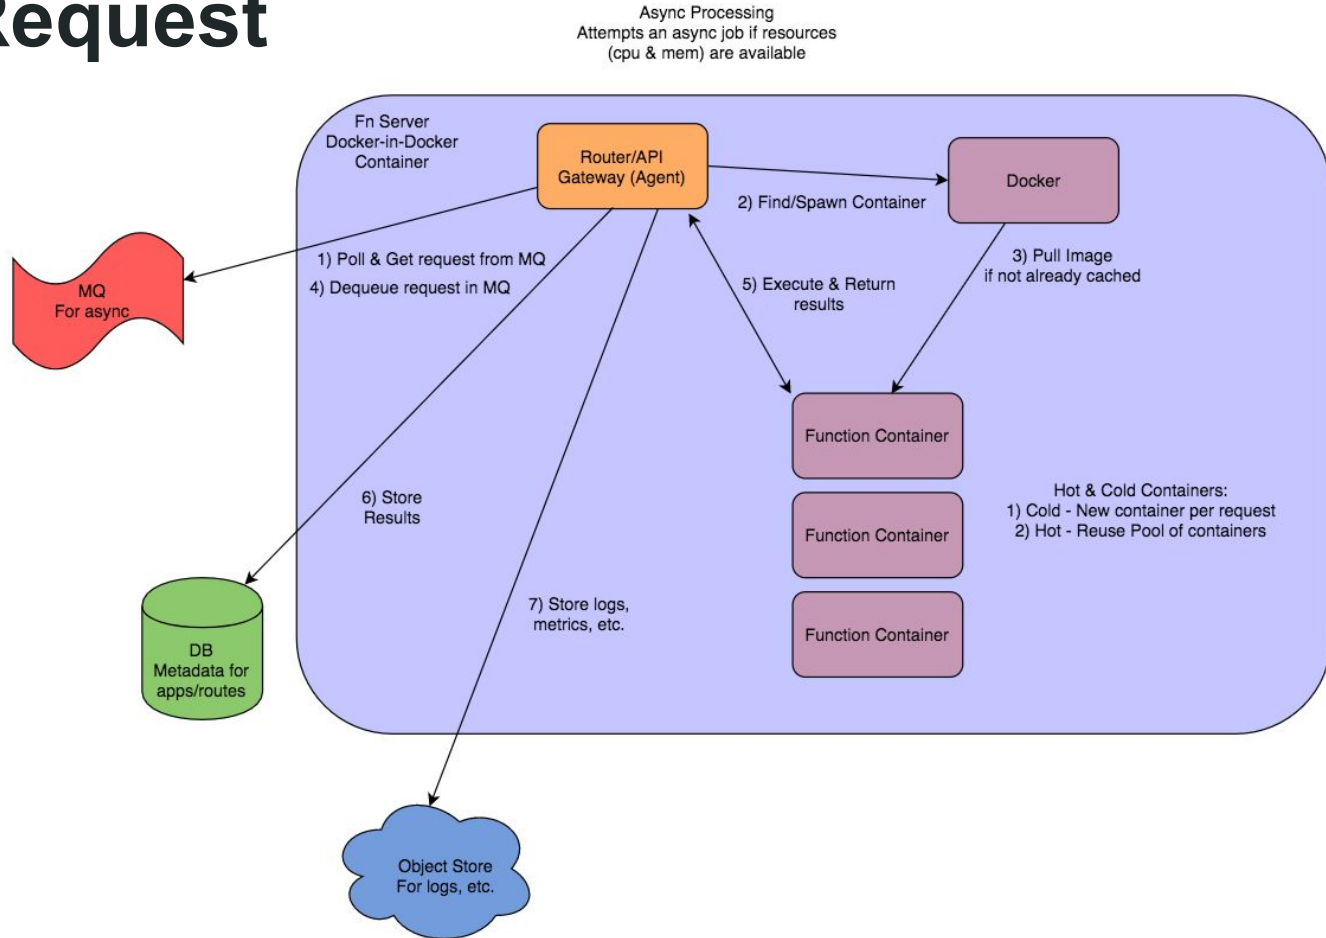 Request
Async Processing
Attempts an async job if resources
(cpu & mem) are available
Fn Server
Docker-in-Docker
Container
Router/API
Gateway (Agent)
Docker
2) Find/Spawn Container
1) Poll & Get request from MQ
4) Dequeue request in MQ
3) Pull Image
if not already cached
5) Execute & Return
results
MQ
For async
Function Container
Function Container
Function Container
Hot & Cold Containers:
1) Cold - New container per request
2) Hot - Reuse Pool of containers
6) Store
Results
7) Store logs,
metrics, etc.
DB
Metadata for
apps/routes
Object Store
For logs, etc.